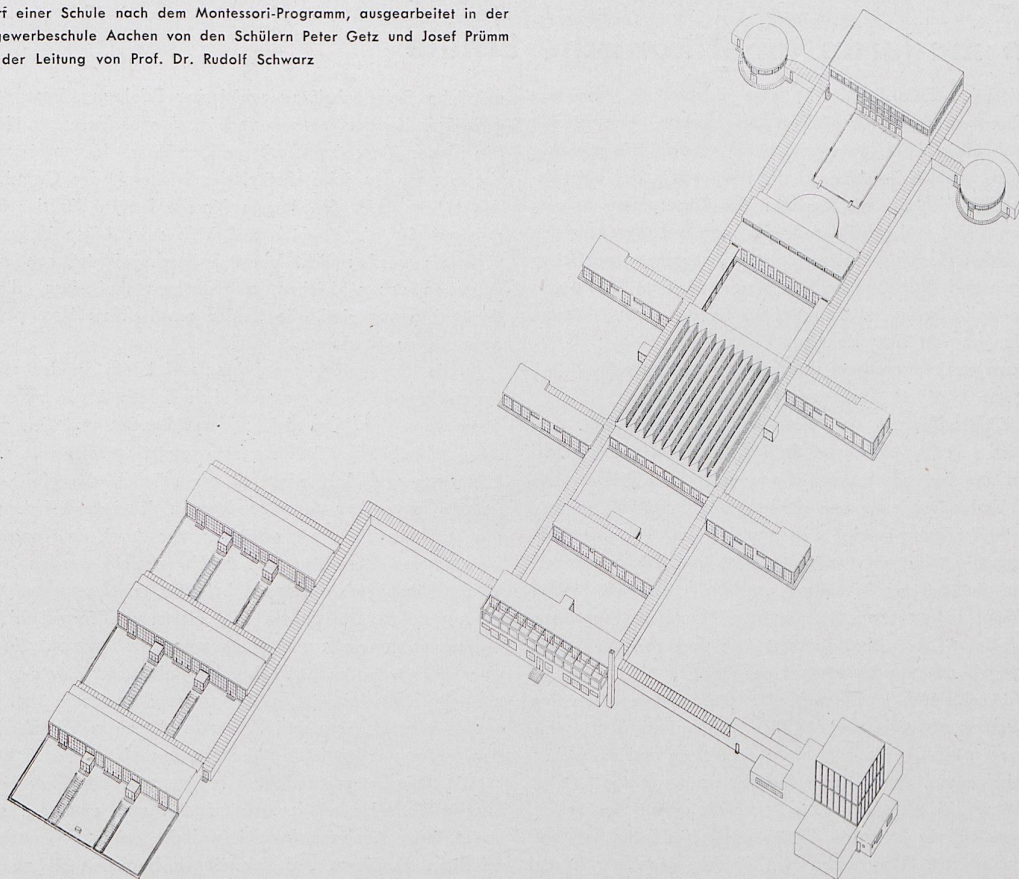 einer Schule nach dem Montessori-Programm, ausgearbeitet in der
gewerbeschule Aachen von den Schülern Peter Getz und Josef Prümm
der Leitung von Prof. Dr. Rudolf Schwarz